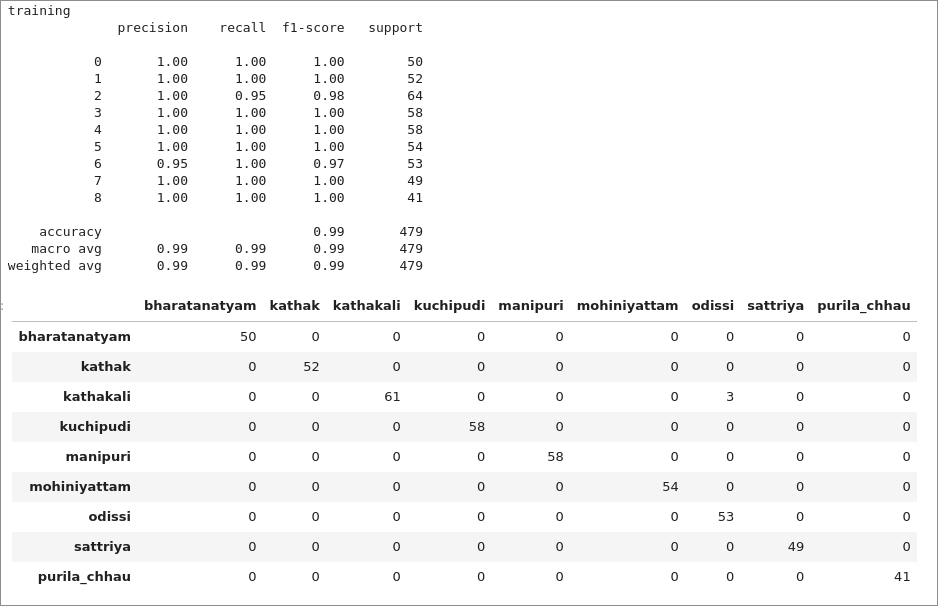 training
precision recall f1-score support
0 1.00 1.00 1.00 50
1 1.00 1.00 1.00 52
2 1.00 0.95 0.98 64
3 1.00 1.00 1.00 58
4 1.00 1.00 1.00 58
5 1.00 1.00 1.00 54
6 0.95 1.00 0.97 53
7 1.00 1.00 1.00 49
8 1.00 1.00 1.00 41
accuracy 0.99 479
macro avg 0.99 0.99 0.99 479
weighted avg 0.99 0.99 0.99 479
bharatanatyam kathak kathakali kuchipudi manipuri mohiniyattam odissi sattriya purila_chhau
bharatanatyam 50 0 0 0 0 0 0 0 0
kathak 0 52 0 0 0 0 0 0 0
kathakali 0 0 61 0 0 0 3 0 0
kuchipudi 0 0 0 58 0 0 0 0 0
manipuri 0 0 0 0 58 0 0 0 0
mohiniyattam 0 0 0 0 0 54 0 0 0
odissi 0 0 0 0 0 0 53 0 0
sattriya 0 0 0 0 0 0 0 49 0
purila_chhau 0 0 0 0 0 0 0 0 41